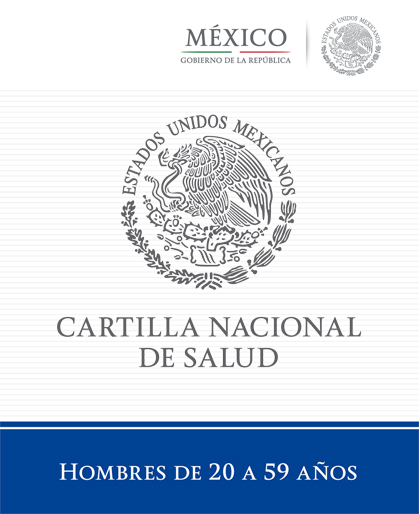 MÉXICO
GOBIERNO DE LA REPÚBLICA
ESTADOS UNIDOS MEXICANOS
ESTADOS UNIDOS MEXICANOS
CARTILLA NACIONAL
DE SALUD
HOMBRES DE 20 A 59 AÑOS